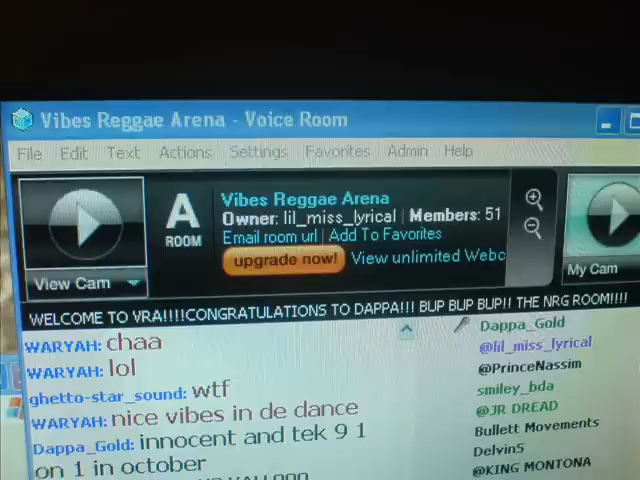 Vibes Reggae Arena - Voice Room
File Edit Text Actions Settings Favorites Admin Help
A
ROOM
Vibes Reggae Arena
Owner: lil_miss_lyrical | Members: 51
Email room url | Add To Favorites
upgrade now! View unlimited Webc
View Cam
My Cam
WELCOME TO VRA!!!!CONGRATULATIONS TO DAPPA!!! BUP BUP BUP!! THE NRG ROOM!!!!
WARYAH: chaa
WARYAH: lol
ghetto-star_sound: wtf
WARYAH: nice vibes in de dance
Dappa_Gold: innocent and tek 9 1
on 1 in october
Dappa_Gold
@lil_miss_lyrical
@PrinceNassim
smiley_bda
@JR DREAD
Bullett Movements
DelvinS
@KING MONTONA